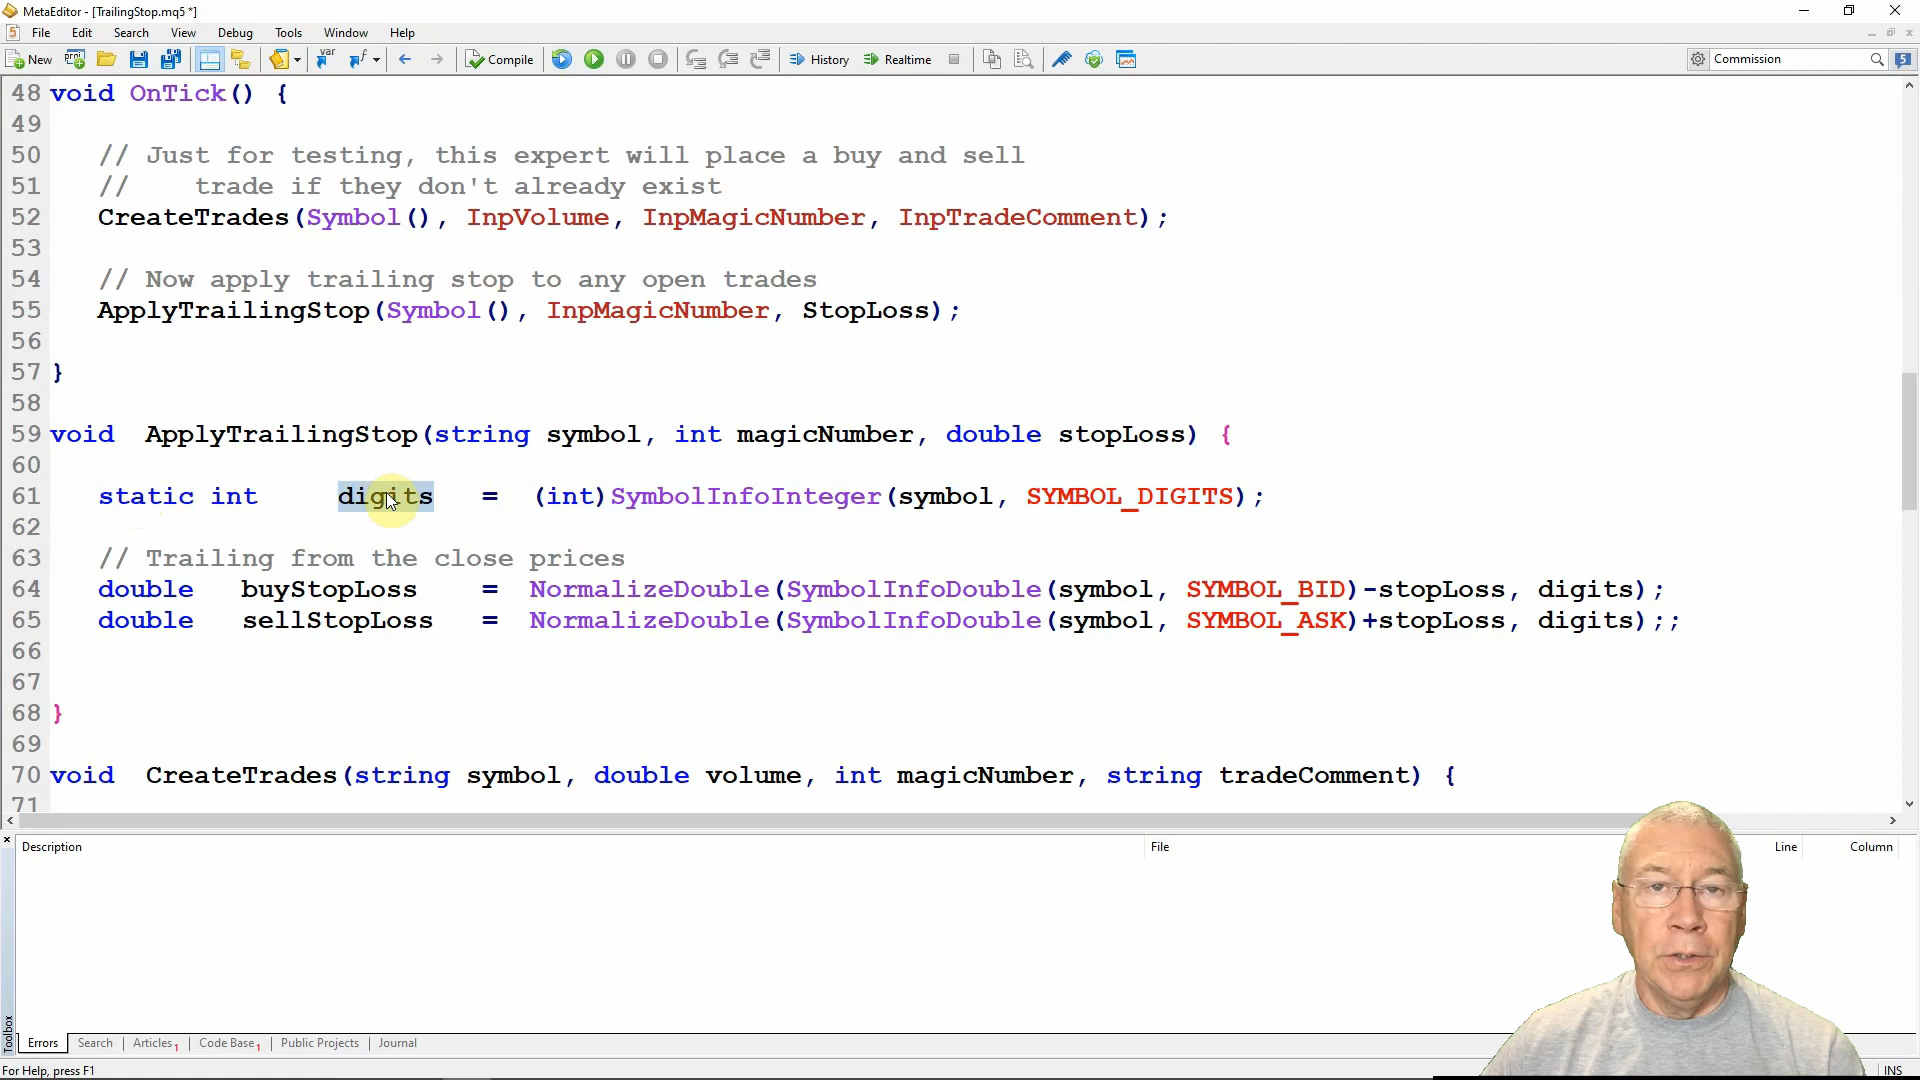 MetaEditor - [TrailingStop.mq5 *]
5 File Edit Search View Debug Tools Window Help
New Compile History Realtime Commission 5
48 void OnTick() {
49
50 // Just for testing, this expert will place a buy and sell
51 // trade if they don't already exist
52 CreateTrades(Symbol(), InpVolume, InpMagicNumber, InpTradeComment);
53
54 // Now apply trailing stop to any open trades
55 ApplyTrailingStop(Symbol(), InpMagicNumber, StopLoss);
56
57 }
58
59 void ApplyTrailingStop(string symbol, int magicNumber, double stopLoss) {
60
61 static int digits = (int)SymbolInfoInteger(symbol, SYMBOL_DIGITS);
62
63 // Trailing from the close prices
64 double buyStopLoss = NormalizeDouble(SymbolInfoDouble(symbol, SYMBOL_BID)-stopLoss, digits);
65 double sellStopLoss = NormalizeDouble(SymbolInfoDouble(symbol, SYMBOL_ASK)+stopLoss, digits);;
66
67
68 }
69
70 void CreateTrades(string symbol, double volume, int magicNumber, string tradeComment) {
71
Description File Line Column
Toolbox
Errors Search Articles 1 Code Base 1 Public Projects Journal
For Help, press F1 INS